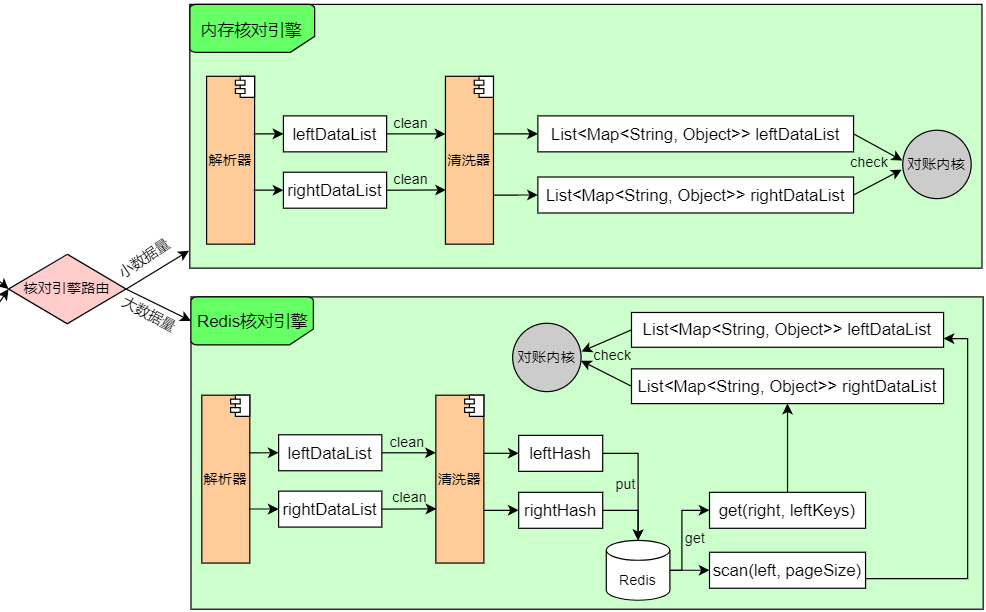 内存核对引擎
解析器
leftDataList
rightDataList
clean
clean
清洗器
List<Map<String, Object>> leftDataList
List<Map<String, Object>> rightDataList
check
对账内核
核对引擎路由
小数据量
大数据量
Redis核对引擎
解析器
leftDataList
rightDataList
clean
clean
清洗器
leftHash
rightHash
put
Redis
get
get(right, leftKeys)
scan(left, pageSize)
List<Map<String, Object>> leftDataList
List<Map<String, Object>> rightDataList
check
对账内核